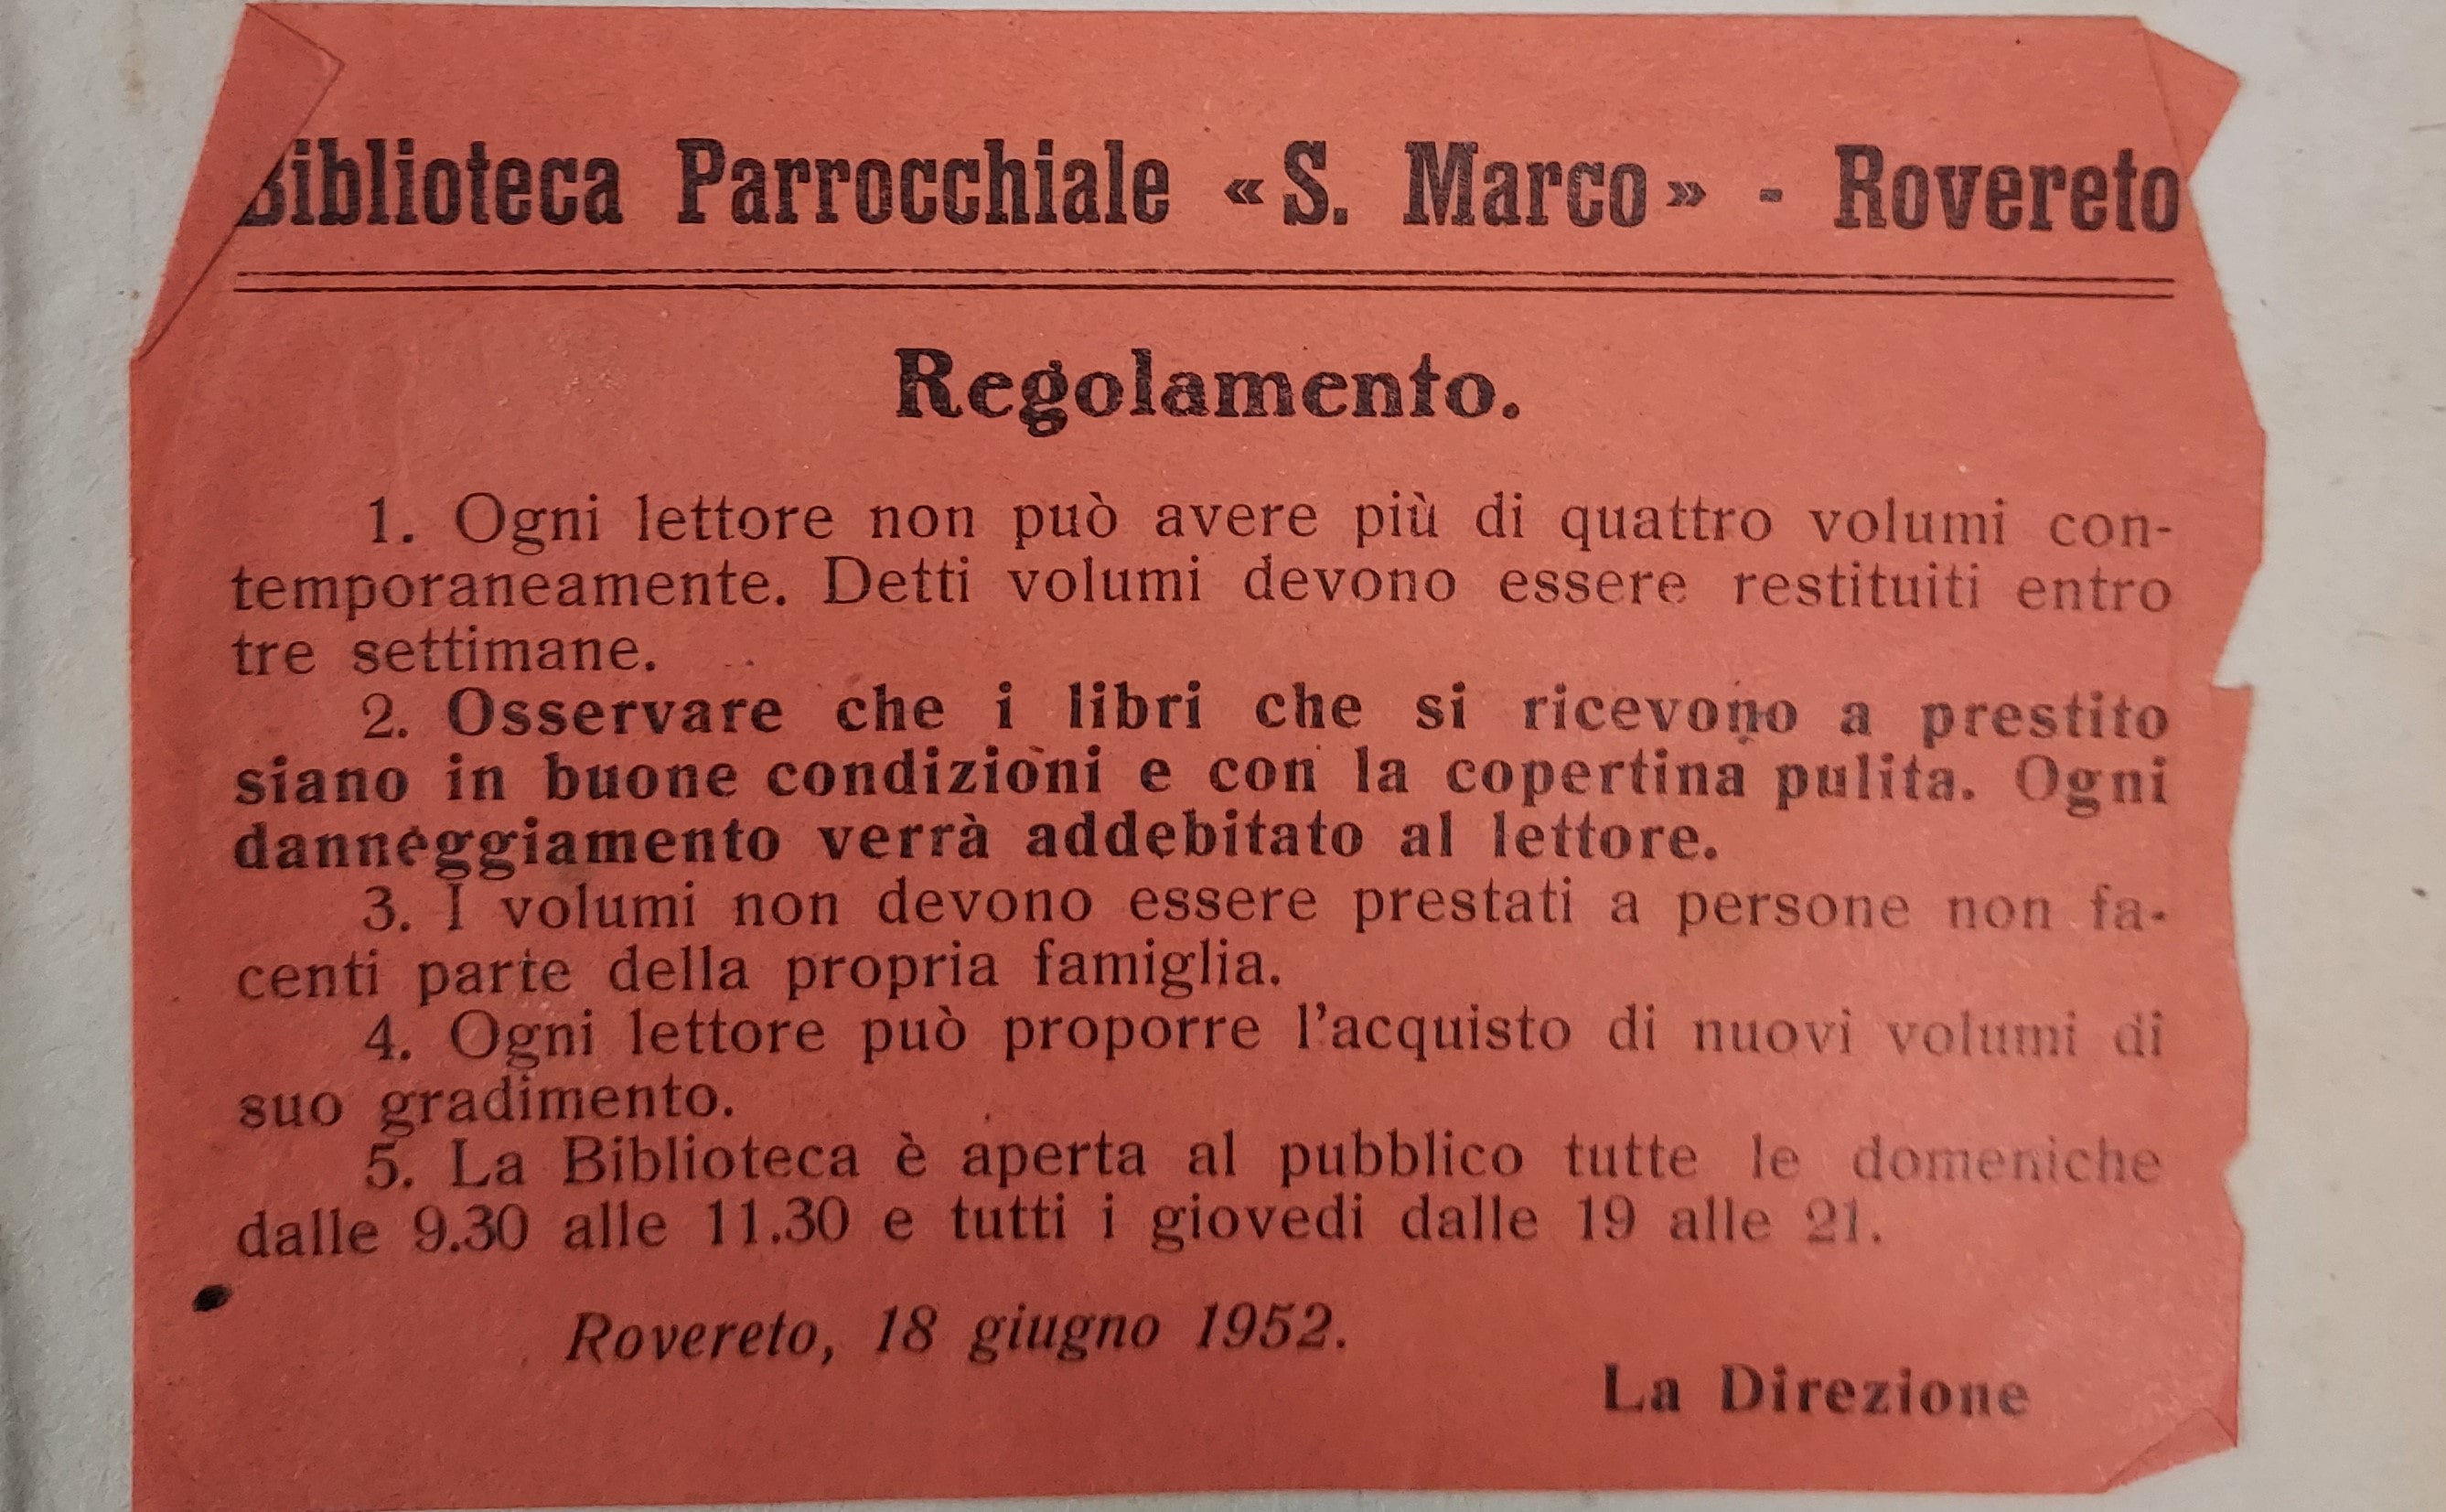 Biblioteca Parrocchiale « S. Marco » - Rovereto
Regolamento.
1. Ogni lettore non può avere più di quattro volumi con-
temporaneamente. Detti volumi devono essere restituiti entro
tre settimane.
2. Osservare che i libri che si ricevono a prestito
siano in buone condizioni e con la copertina pulita. Ogni
danneggiamento verrà addebitato al lettore.
3. I volumi non devono essere prestati a persone non fa-
centi parte della propria famiglia.
4. Ogni lettore può proporre l'acquisto di nuovi volumi di
suo gradimento.
5. La Biblioteca è aperta al pubblico tutte le domeniche
dalle 9.30 alle 11.30 e tutti i giovedi dalle 19 alle 21.
Rovereto, 18 giugno 1952.
La Direzione